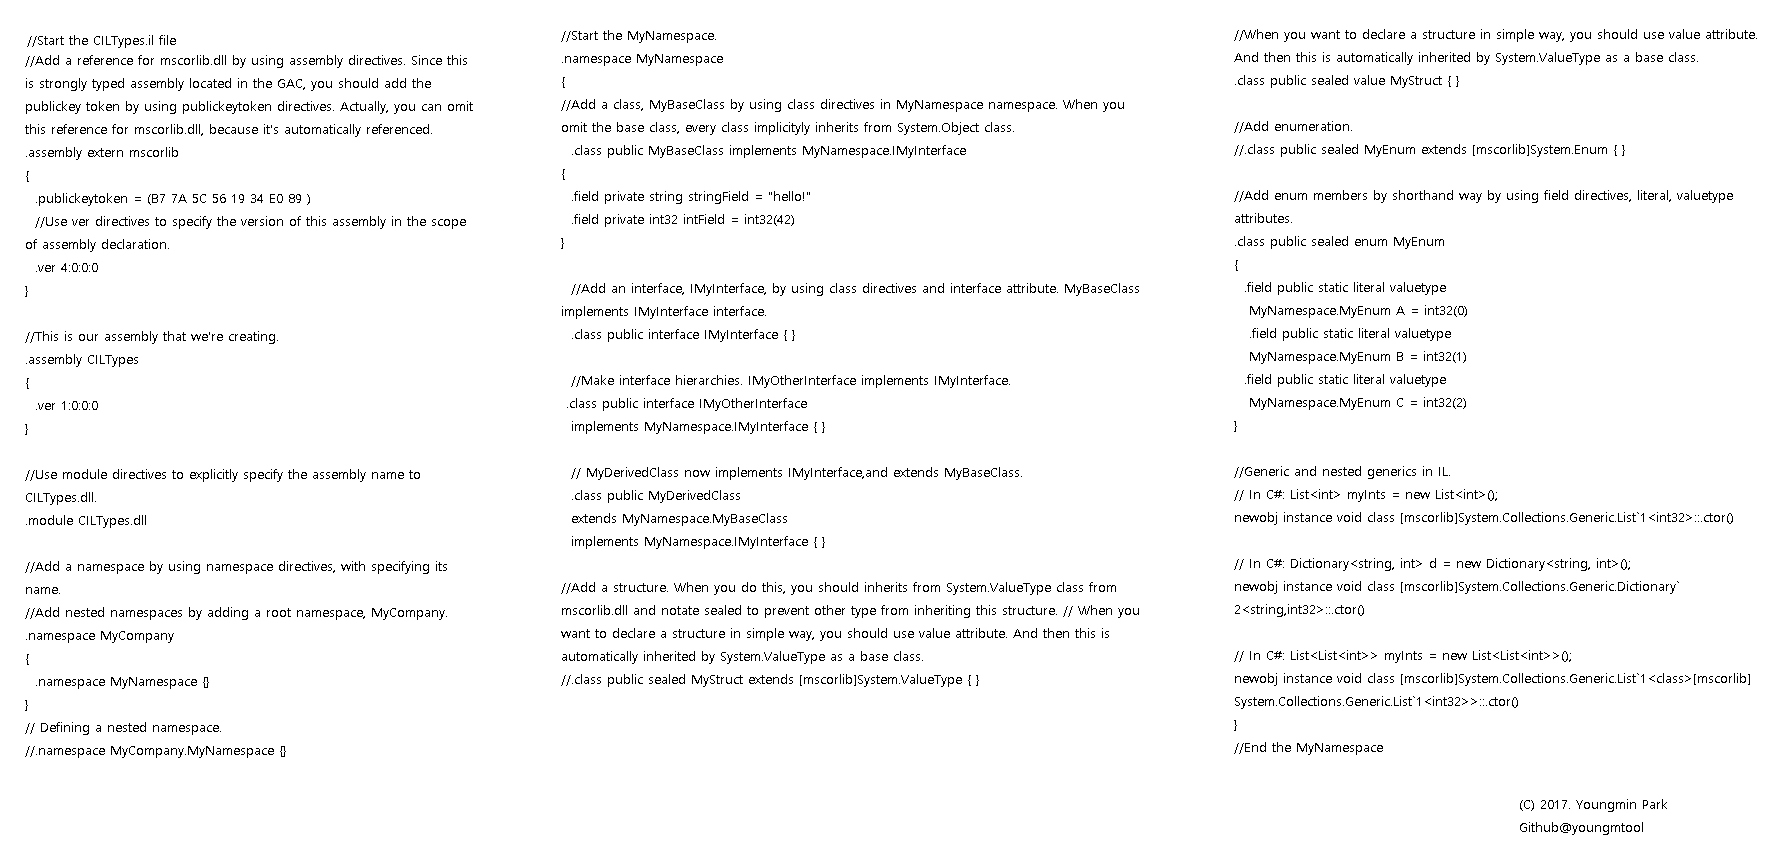 //Start the CILTypes.il file
//Add a reference for mscorlib.dll by using assembly directives. Since this
is strongly typed assembly located in the GAC, you should add the
publickey token by using publickeytoken directives. Actually, you can omit
this reference for mscorlib.dll, because it's automatically referenced.
.assembly extern mscorlib
{
.publickeytoken = (B7 7A 5C 56 19 34 E0 89 )
//Use ver directives to specify the version of this assembly in the scope
of assembly declaration.
.ver 4:0:0:0
}
//This is our assembly that we're creating.
.assembly CILTypes
{
.ver 1:0:0:0
}
//Use module directives to explicitly specify the assembly name to
CILTypes.dll.
.module CILTypes.dll
//Add a namespace by using namespace directives, with specifying its
name.
//Add nested namespaces by adding a root namespace, MyCompany.
.namespace MyCompany
{
.namespace MyNamespace {}
}
// Defining a nested namespace.
//.namespace MyCompany.MyNamespace {}
//Start the MyNamespace.
.namespace MyNamespace
{
//Add a class, MyBaseClass by using class directives in MyNamespace namespace. When you
omit the base class, every class implicityly inherits from System.Object class.
.class public MyBaseClass implements MyNamespace.IMyInterface
{
.field private string stringField = "hello!"
.field private int32 intField = int32(42)
}
//Add an interface, IMyInterface, by using class directives and interface attribute. MyBaseClass
implements IMyInterface interface.
.class public interface IMyInterface { }
//Make interface hierarchies. IMyOtherInterface implements IMyInterface.
.class public interface IMyOtherInterface
implements MyNamespace.IMyInterface { }
// MyDerivedClass now implements IMyInterface,and extends MyBaseClass.
.class public MyDerivedClass
extends MyNamespace.MyBaseClass
implements MyNamespace.IMyInterface { }
//Add a structure. When you do this, you should inherits from System.ValueType class from
mscorlib.dll and notate sealed to prevent other type from inheriting this structure. // When you
want to declare a structure in simple way, you should use value attribute. And then this is
automatically inherited by System.ValueType as a base class.
//.class public sealed MyStruct extends [mscorlib]System.ValueType { }
//When you want to declare a structure in simple way, you should use value attribute.
And then this is automatically inherited by System.ValueType as a base class.
.class public sealed value MyStruct { }
//Add enumeration.
//.class public sealed MyEnum extends [mscorlib]System.Enum { }
//Add enum members by shorthand way by using field directives, literal, valuetype
attributes.
.class public sealed enum MyEnum
{
.field public static literal valuetype
MyNamespace.MyEnum A = int32(0)
.field public static literal valuetype
MyNamespace.MyEnum B = int32(1)
.field public static literal valuetype
MyNamespace.MyEnum C = int32(2)
}
//Generic and nested generics in IL.
// In C#: List<int> myInts = new List<int>();
newobj instance void class [mscorlib]System.Collections.Generic.List`1<int32>::.ctor()
// In C#: Dictionary<string, int> d = new Dictionary<string, int>();
newobj instance void class [mscorlib]System.Collections.Generic.Dictionary`
2<string,int32>::.ctor()
// In C#: List<List<int>> myInts = new List<List<int>>();
newobj instance void class [mscorlib]System.Collections.Generic.List`1<class>[mscorlib]
System.Collections.Generic.List`1<int32>>::.ctor()
}
//End the MyNamespace
(C) 2017. Youngmin Park
Github@youngmtool